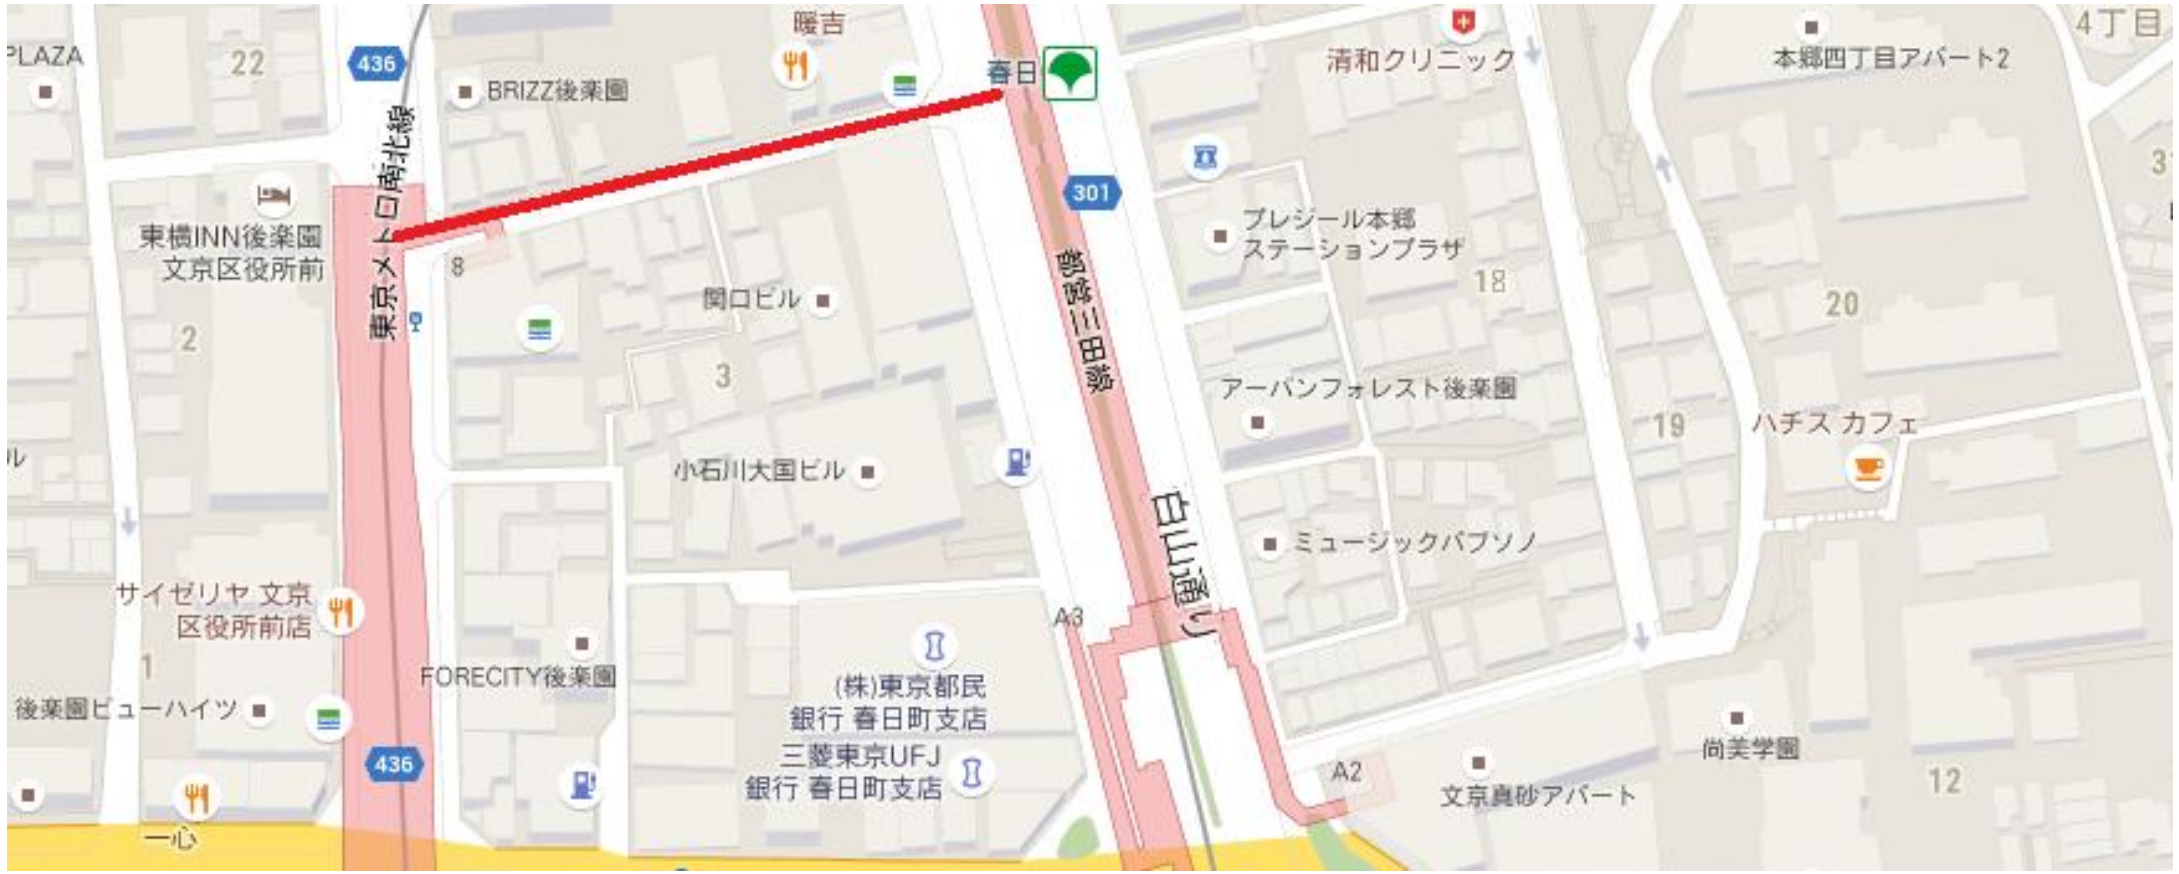 暖吉
4丁目
PLAZA
22
436
BRIZZ後楽園
春日
清和クリニック
本郷四丁目アパート2
東京メトロ南北線
301
東横INN後楽園
文京区役所前
8
関口ビル
都営三田線
プレジール本郷
ステーションプラザ
18
20
2
3
アーバンフォレスト後楽園
19
ハチス カフェ
ル
小石川大国ビル
白山通り
ミュージックバプソノ
サイゼリヤ 文京
区役所前店
A3
1
FORECITY後楽園
(株)東京都民
銀行 春日町支店
後楽園ビューハイツ
三菱東京UFJ
銀行 春日町支店
436
A2
文京真砂アパート
尚美学園
12
一心